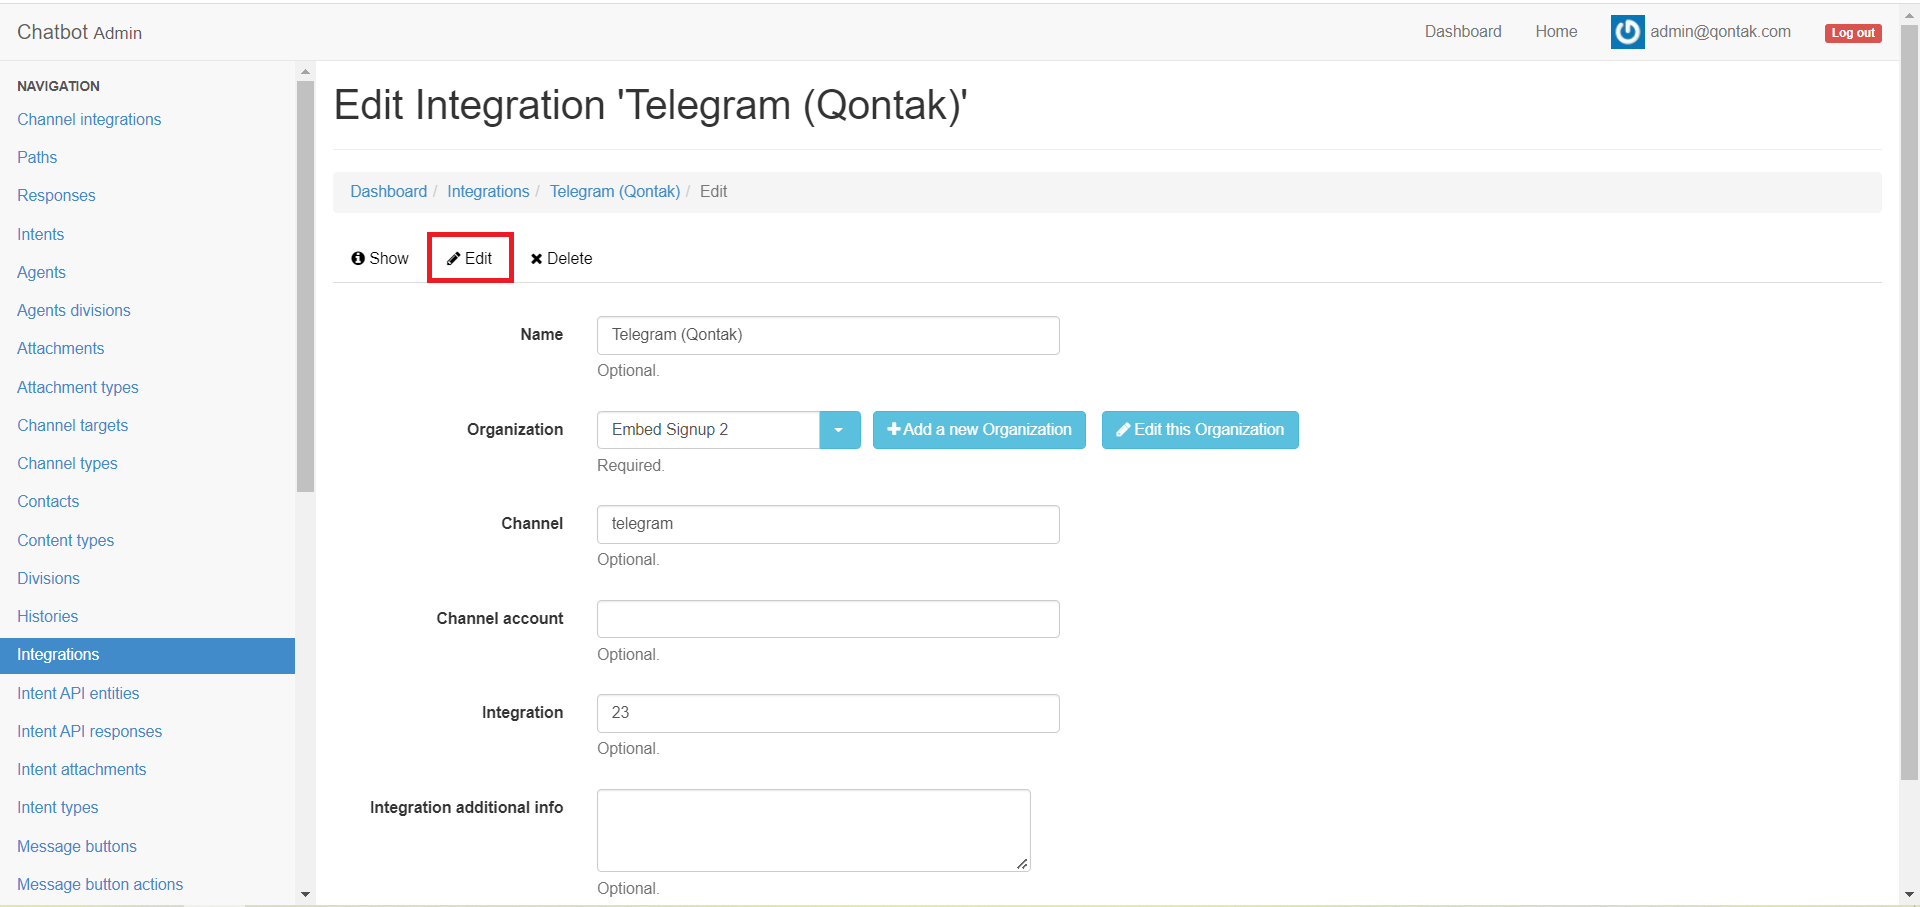 Chatbot Admin
Dashboard
Home
admin@qontak.com
Log out
NAVIGATION
Channel integrations
Paths
Responses
Intents
Agents
Agents divisions
Attachments
Attachment types
Channel targets
Channel types
Contacts
Content types
Divisions
Histories
Integrations
Intent API entities
Intent API responses
Intent attachments
Intent types
Message buttons
Message button actions
Edit Integration 'Telegram (Qontak)'
Dashboard / Integrations / Telegram (Qontak) / Edit
Show
Edit
Delete
Name
Telegram (Qontak)
Optional.
Organization
Embed Signup 2
Add a new Organization
Edit this Organization
Required.
Channel
telegram
Optional.
Channel account
Optional.
Integration
23
Optional.
Integration additional info
Optional.